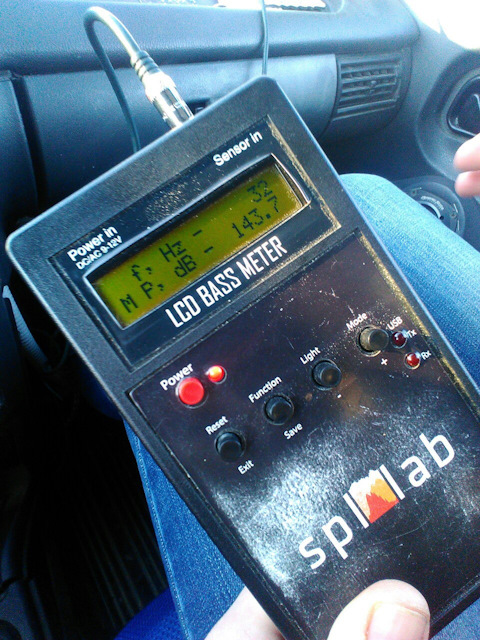 Sensor in
Power in
DC/AC 9-12V
f, Hz - 32
M P, dB - 143.7
LCD BASS METER
Power
Reset
Function
Light
Mode
USB
Tx
Rx
+
Save
Exit
spl lab